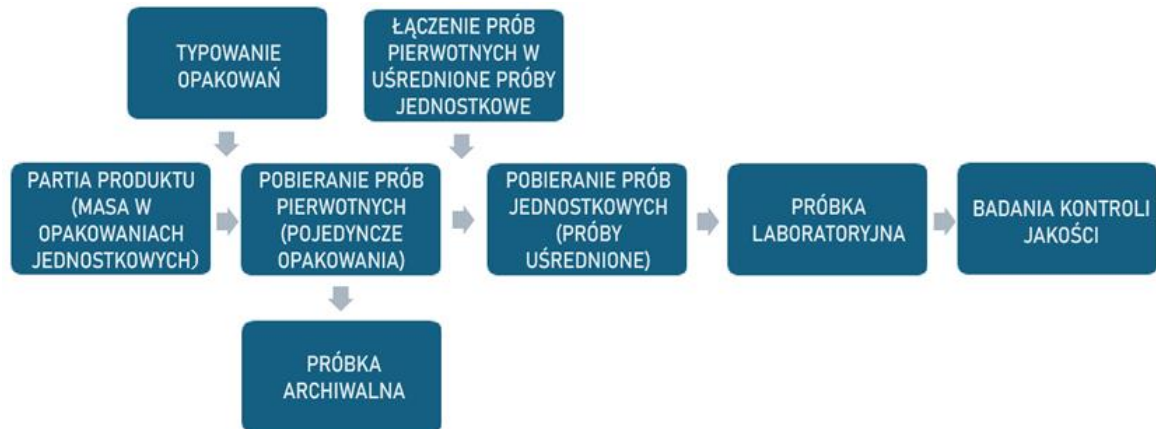 TYPOWANIE
OPAKOWAŃ
ŁĄCZENIE PRÓB
PIERWOTNYCH W
UŚREDNIONE PRÓBY
JEDNOSTKOWE
PARTIA PRODUKTU
(MASA W
OPAKOWANIACH
JEDNOSTKOWYCH)
POBIERANIE PRÓB
PIERWOTNYCH
(POJEDYNCZE
OPAKOWANIA)
POBIERANIE PRÓB
JEDNOSTKOWYCH
(PRÓBY
UŚREDNIONE)
PRÓBKA
LABORATORYJNA
BADANIA KONTROLI
JAKOŚCI
PRÓBKA
ARCHIWALNA